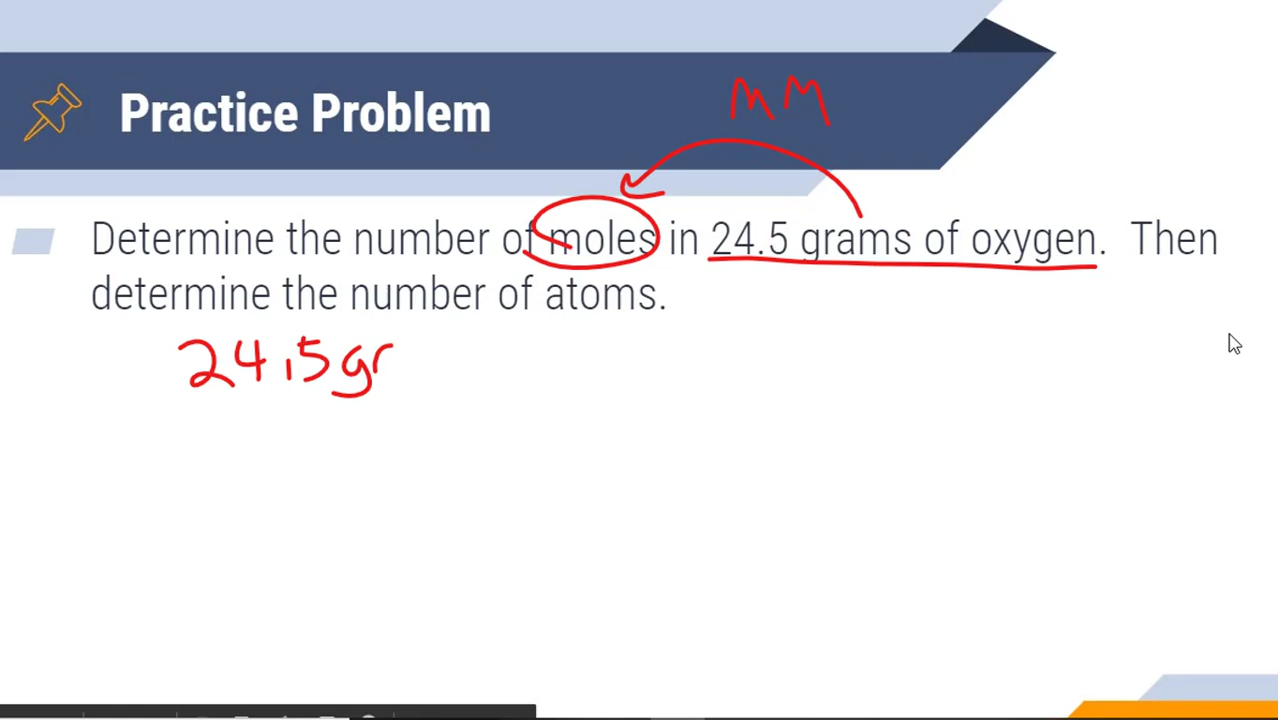 Practice Problem
MM
Determine the number of moles in 24.5 grams of oxygen. Then
determine the number of atoms.
24.5gr